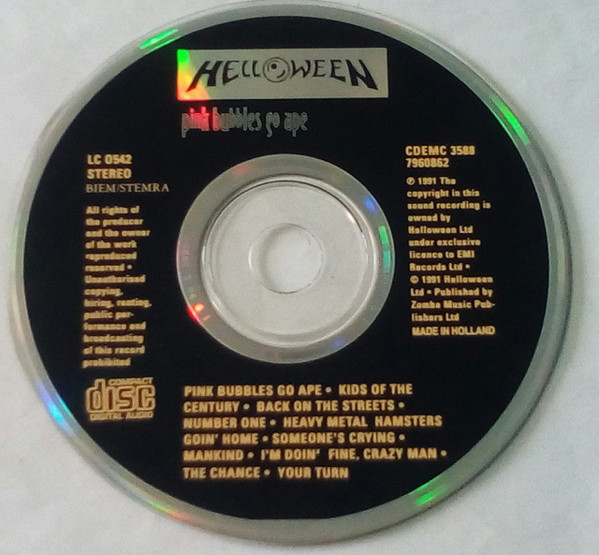 HELLOWEEN
pink bubbles go ape
LC 0542
STEREO
BIEM/STEMRA
All rights of
the producer
and the owner
of the work
reproduced
reserved •
Unauthorised
copying,
hiring, renting,
public per-
formance and
broadcasting
of this record
prohibited
CDEMC 3588
7960862
℗ 1991 The
copyright in this
sound recording is
owned by
Helloween Ltd
under exclusive
licence to EMI
Records Ltd •
© 1991 Helloween
Ltd • Published by
Zomba Music Pub-
lishers Ltd
MADE IN HOLLAND
COMPACT
disc
DIGITAL AUDIO
PINK BUBBLES GO APE • KIDS OF THE
CENTURY • BACK ON THE STREETS •
NUMBER ONE • HEAVY METAL HAMSTERS
GOIN' HOME • SOMEONE'S CRYING •
MANKIND • I'M DOIN' FINE, CRAZY MAN •
THE CHANCE • YOUR TURN